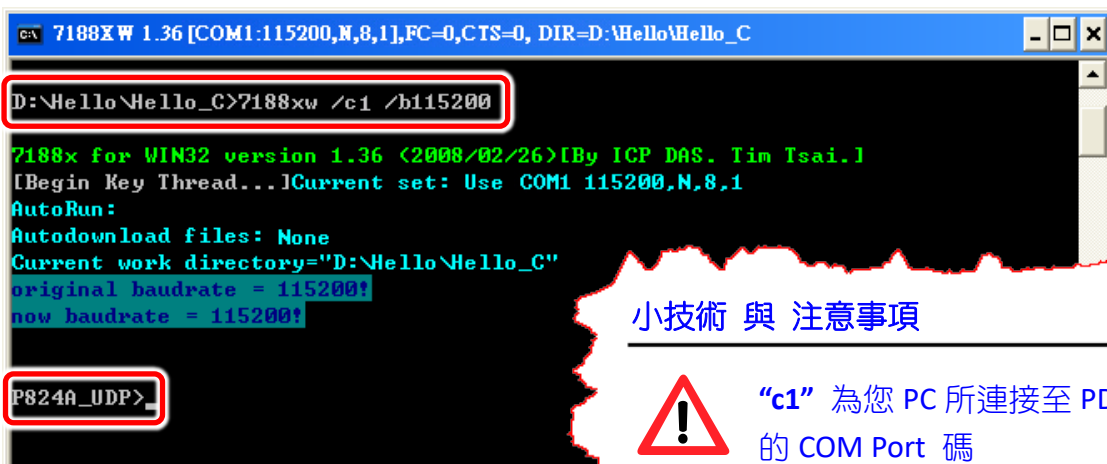 7188XW 1.36 [COM1:115200,N,8,1],FC=0,CTS=0, DIR=D:\Hello\Hello_C
D:\Hello\Hello_C>7188xw /c1 /b115200
7188x for WIN32 version 1.36 (2008/02/26)[By ICP DAS. Tim Tsai.]
[Begin Key Thread...]Current set: Use COM1 115200,N,8,1
AutoRun:
Autodownload files: None
Current work directory="D:\Hello\Hello_C"
original baudrate = 115200!
now baudrate = 115200!
P824A_UDP>_
小技術 與 注意事項
“c1” 為您 PC 所連接至
的 COM Port 碼